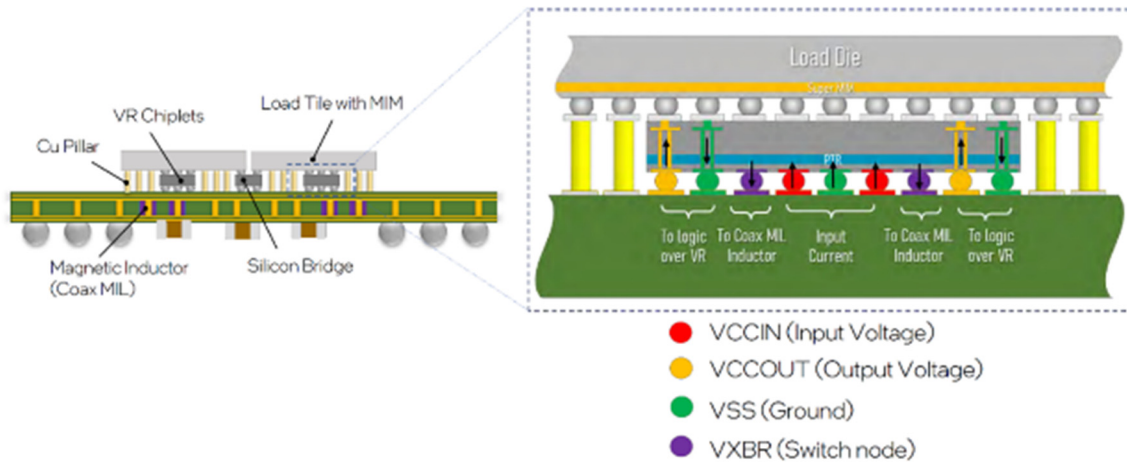 Load Tile with MIM
VR Chiplets
Cu Pillar
Magnetic Inductor
(Coax MIL)
Silicon Bridge
Load Die
Super MIM
To logic
over VR
To Coax MIL
Inductor
Input
Current
To Coax MIL
Inductor
To logic
over VR
VCCIN (Input Voltage)
VCCOUT (Output Voltage)
VSS (Ground)
VXBR (Switch node)